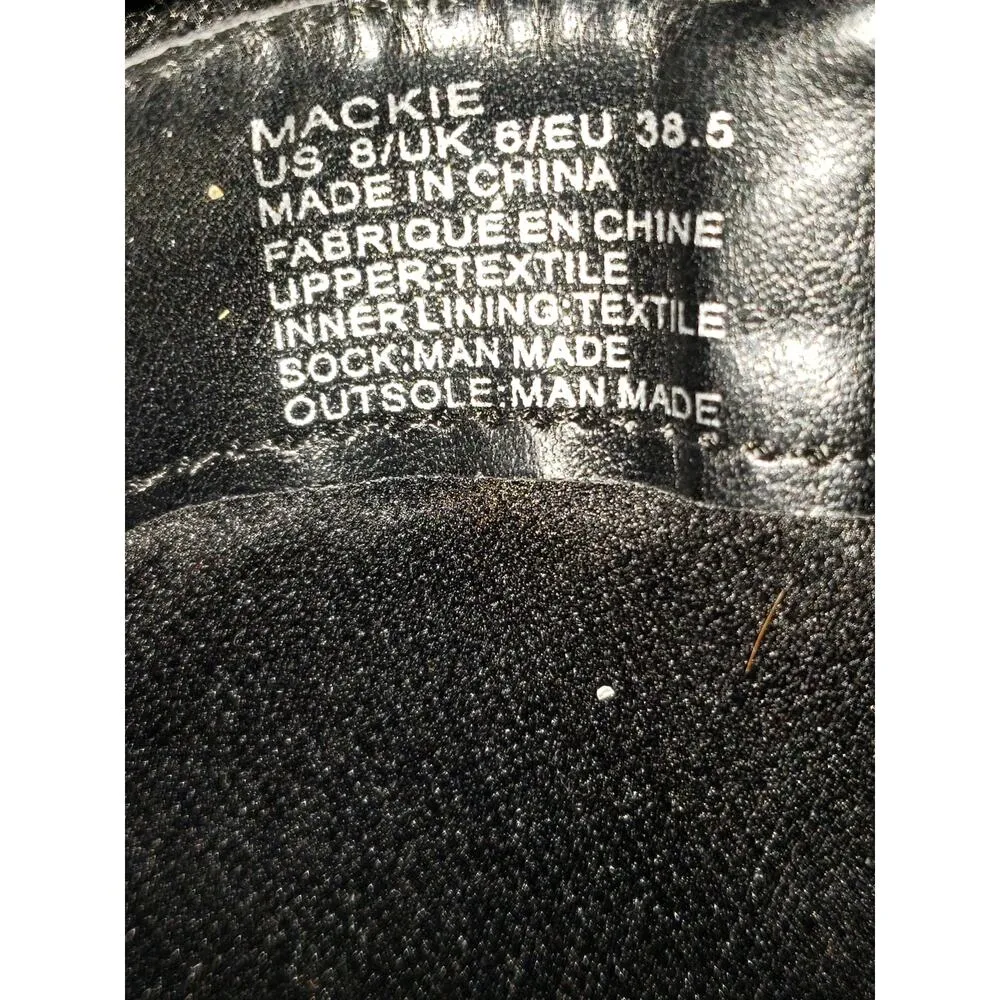 MACKIE
US 8/UK 6/EU 38.5
MADE IN CHINA
FABRIQUE EN CHINE
UPPER:TEXTILE
INNER LINING:TEXTILE
SOCK:MAN MADE
OUTSOLE:MAN MADE